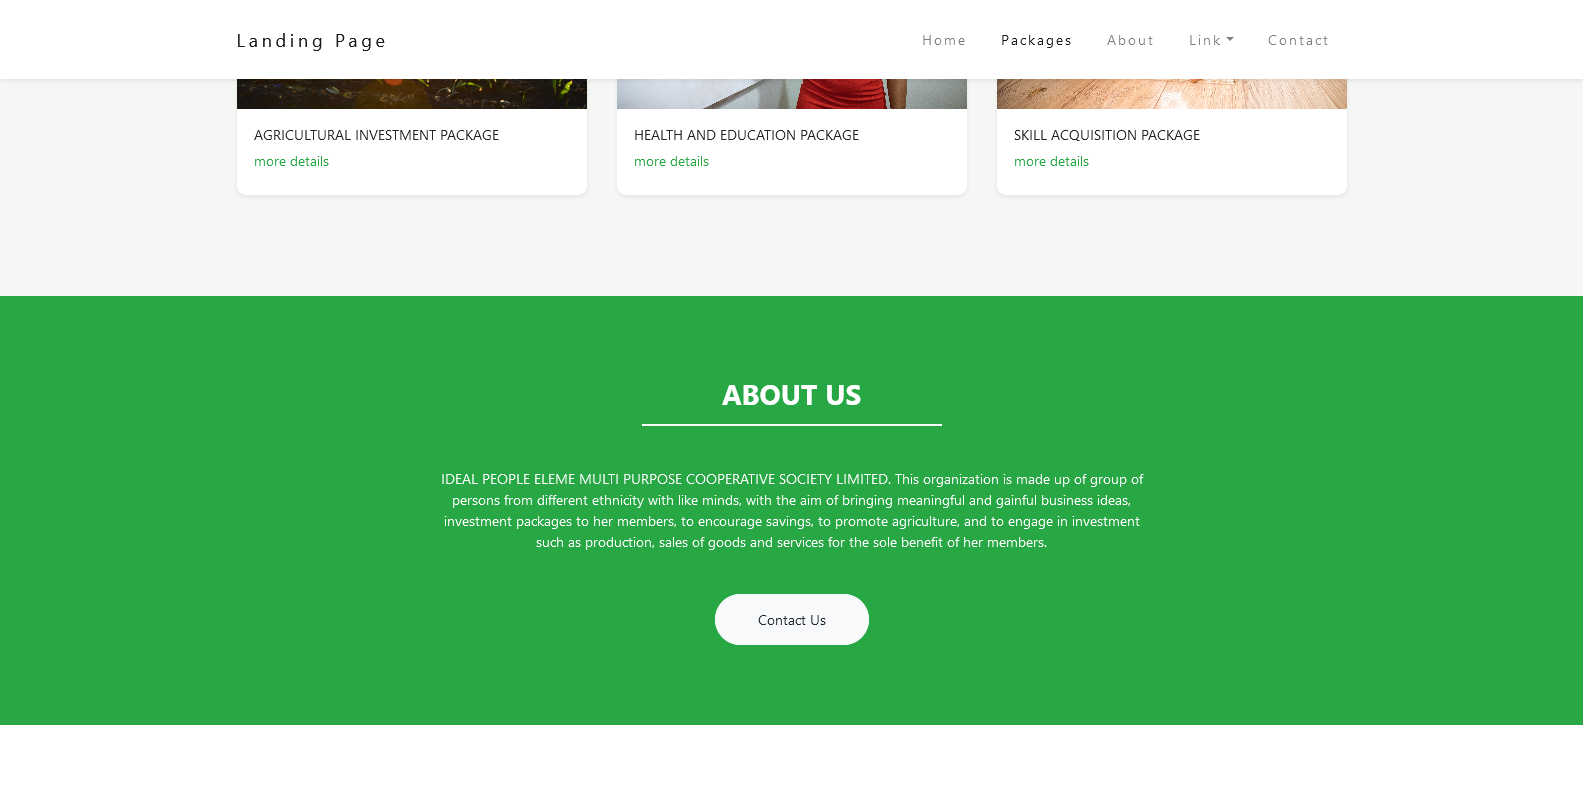 Landing Page
Home
Packages
About
Link
Contact
AGRICULTURAL INVESTMENT PACKAGE
more details
HEALTH AND EDUCATION PACKAGE
more details
SKILL ACQUISITION PACKAGE
more details
ABOUT US
IDEAL PEOPLE ELEME MULTI PURPOSE COOPERATIVE SOCIETY LIMITED. This organization is made up of group of
persons from different ethnicity with like minds, with the aim of bringing meaningful and gainful business ideas,
investment packages to her members, to encourage savings, to promote agriculture, and to engage in investment
such as production, sales of goods and services for the sole benefit of her members.
Contact Us